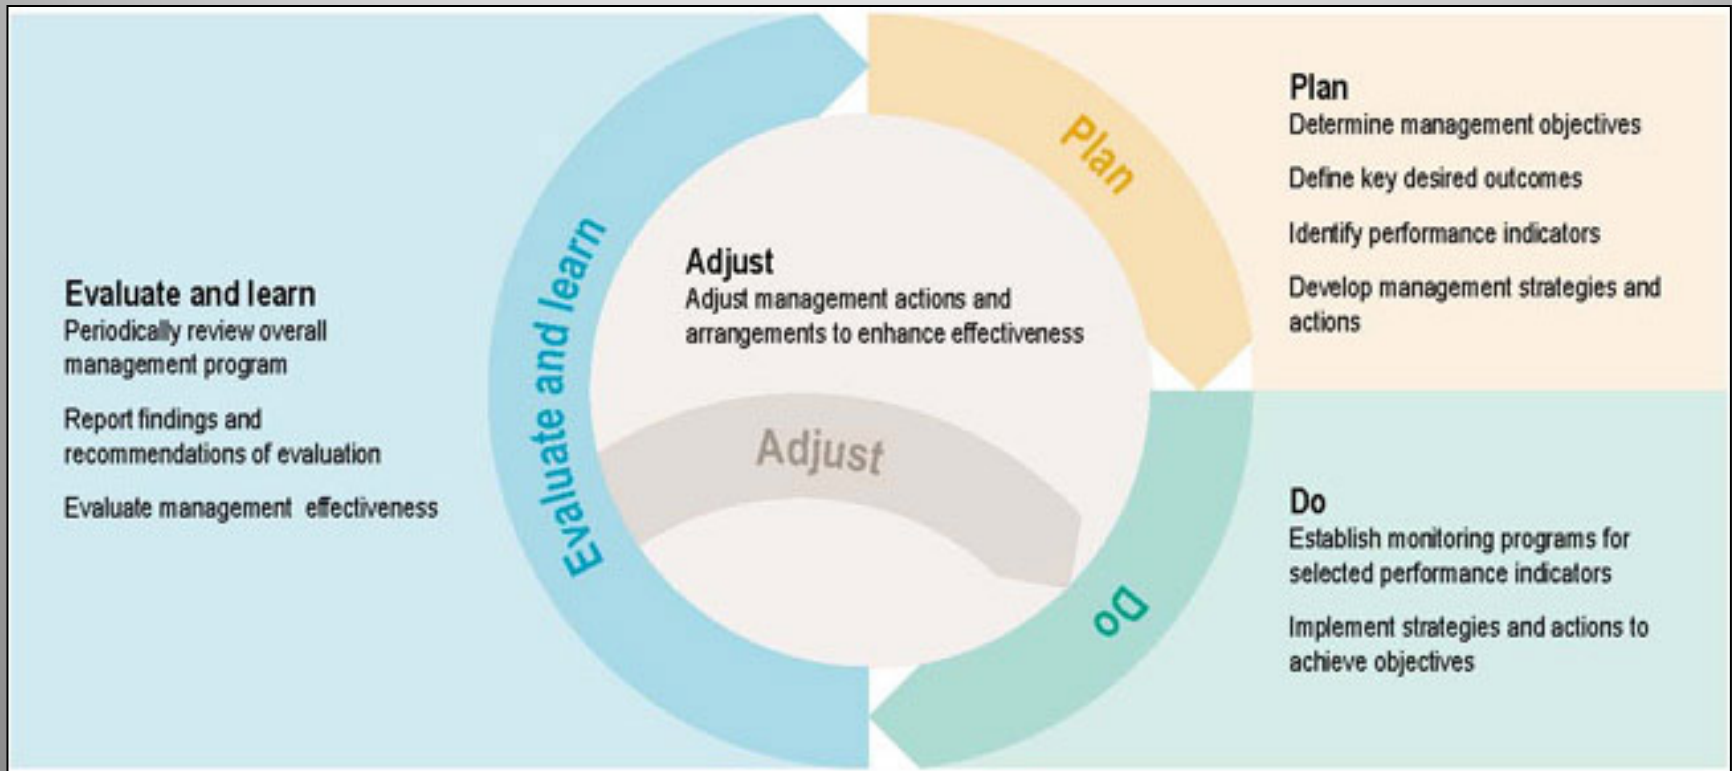 Evaluate and learn
Periodically review overall
management program
Report findings and
recommendations of evaluation
Evaluate management effectiveness
Evaluate and learn
Adjust
Adjust management actions and
arrangements to enhance effectiveness
Adjust
Plan
Do
Plan
Determine management objectives
Define key desired outcomes
Identify performance indicators
Develop management strategies and
actions
Do
Establish monitoring programs for
selected performance indicators
Implement strategies and actions to
achieve objectives